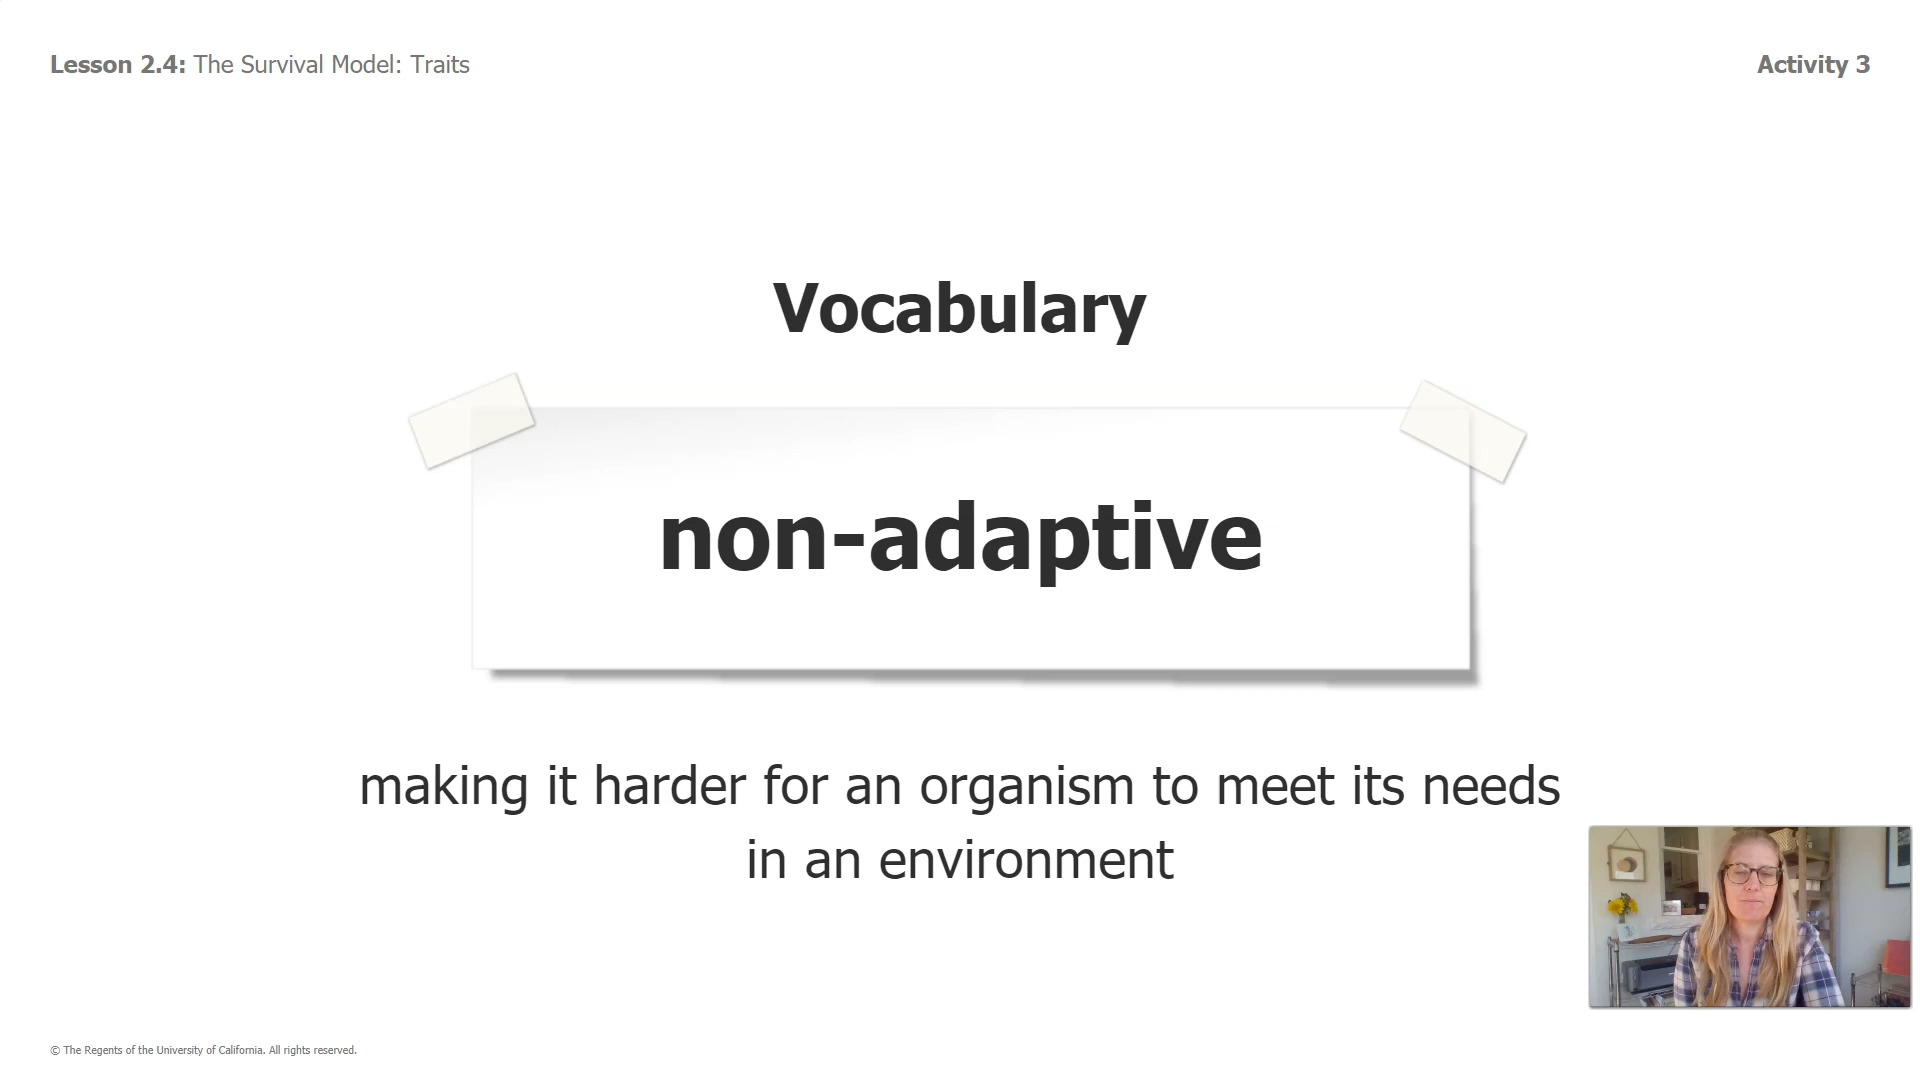 Lesson 2.4: The Survival Model: Traits
Activity 3
Vocabulary
non-adaptive
making it harder for an organism to meet its needs
in an environment
© The Regents of the University of California. All rights reserved.